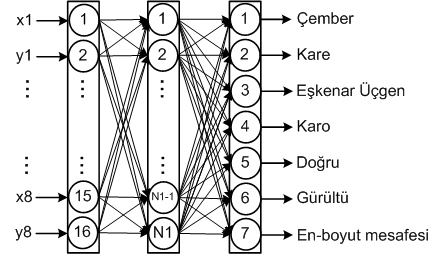 x1 1 1 1 Çember
y1 2 2 2 Kare
3 Eşkenar Üçgen
4 Karo
5 Doğru
x8 15 N1-1 6 Gürültü
y8 16 N1 7 En-boyut mesafesi